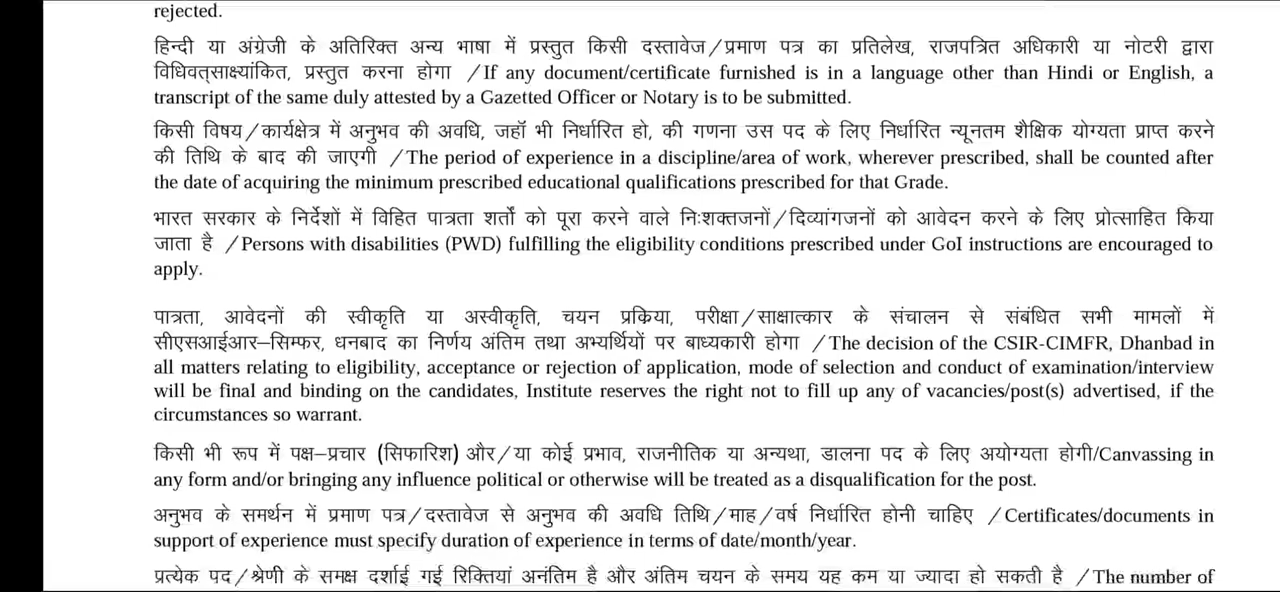 rejected.
हिन्दी या अंग्रेजी के अतिरिक्त अन्य भाषा में प्रस्तुत किसी दस्तावेज/प्रमाण पत्र का प्रतिलेख, राजपत्रित अधिकारी या नोटरी द्वारा
विधिवत्साक्ष्यांकित, प्रस्तुत करना होगा /If any document/certificate furnished is in a language other than Hindi or English, a
transcript of the same duly attested by a Gazetted Officer or Notary is to be submitted.
किसी विषय/कार्यक्षेत्र में अनुभव की अवधि, जहाँ भी निर्धारित हो, की गणना उस पद के लिए निर्धारित न्यूनतम शैक्षिक योग्यता प्राप्त करने
की तिथि के बाद की जाएगी /The period of experience in a discipline/area of work, wherever prescribed, shall be counted after
the date of acquiring the minimum prescribed educational qualifications prescribed for that Grade.
भारत सरकार के निर्देशों में विहित पात्रता शर्तों को पूरा करने वाले निःशक्तजनों/दिव्यांगजनों को आवेदन करने के लिए प्रोत्साहित किया
जाता है /Persons with disabilities (PWD) fulfilling the eligibility conditions prescribed under GoI instructions are encouraged to
apply.
पात्रता, आवेदनों की स्वीकृति या अस्वीकृति, चयन प्रक्रिया, परीक्षा/साक्षात्कार के संचालन से संबंधित सभी मामलों में
सीएसआईआर–सिम्फर, धनबाद का निर्णय अंतिम तथा अभ्यर्थियों पर बाध्यकारी होगा /The decision of the CSIR-CIMFR, Dhanbad in
all matters relating to eligibility, acceptance or rejection of application, mode of selection and conduct of examination/interview
will be final and binding on the candidates, Institute reserves the right not to fill up any of vacancies/post(s) advertised, if the
circumstances so warrant.
किसी भी रूप में पक्ष–प्रचार (सिफारिश) और/या कोई प्रभाव, राजनीतिक या अन्यथा, डालना पद के लिए अयोग्यता होगी/Canvassing in
any form and/or bringing any influence political or otherwise will be treated as a disqualification for the post.
अनुभव के समर्थन में प्रमाण पत्र/दस्तावेज से अनुभव की अवधि तिथि/माह/वर्ष निर्धारित होनी चाहिए /Certificates/documents in
support of experience must specify duration of experience in terms of date/month/year.
प्रत्येक पद/श्रेणी के समक्ष दर्शाई गई रिक्तियां अनंतिम है और अंतिम चयन के समय यह कम या ज्यादा हो सकती है /The number of